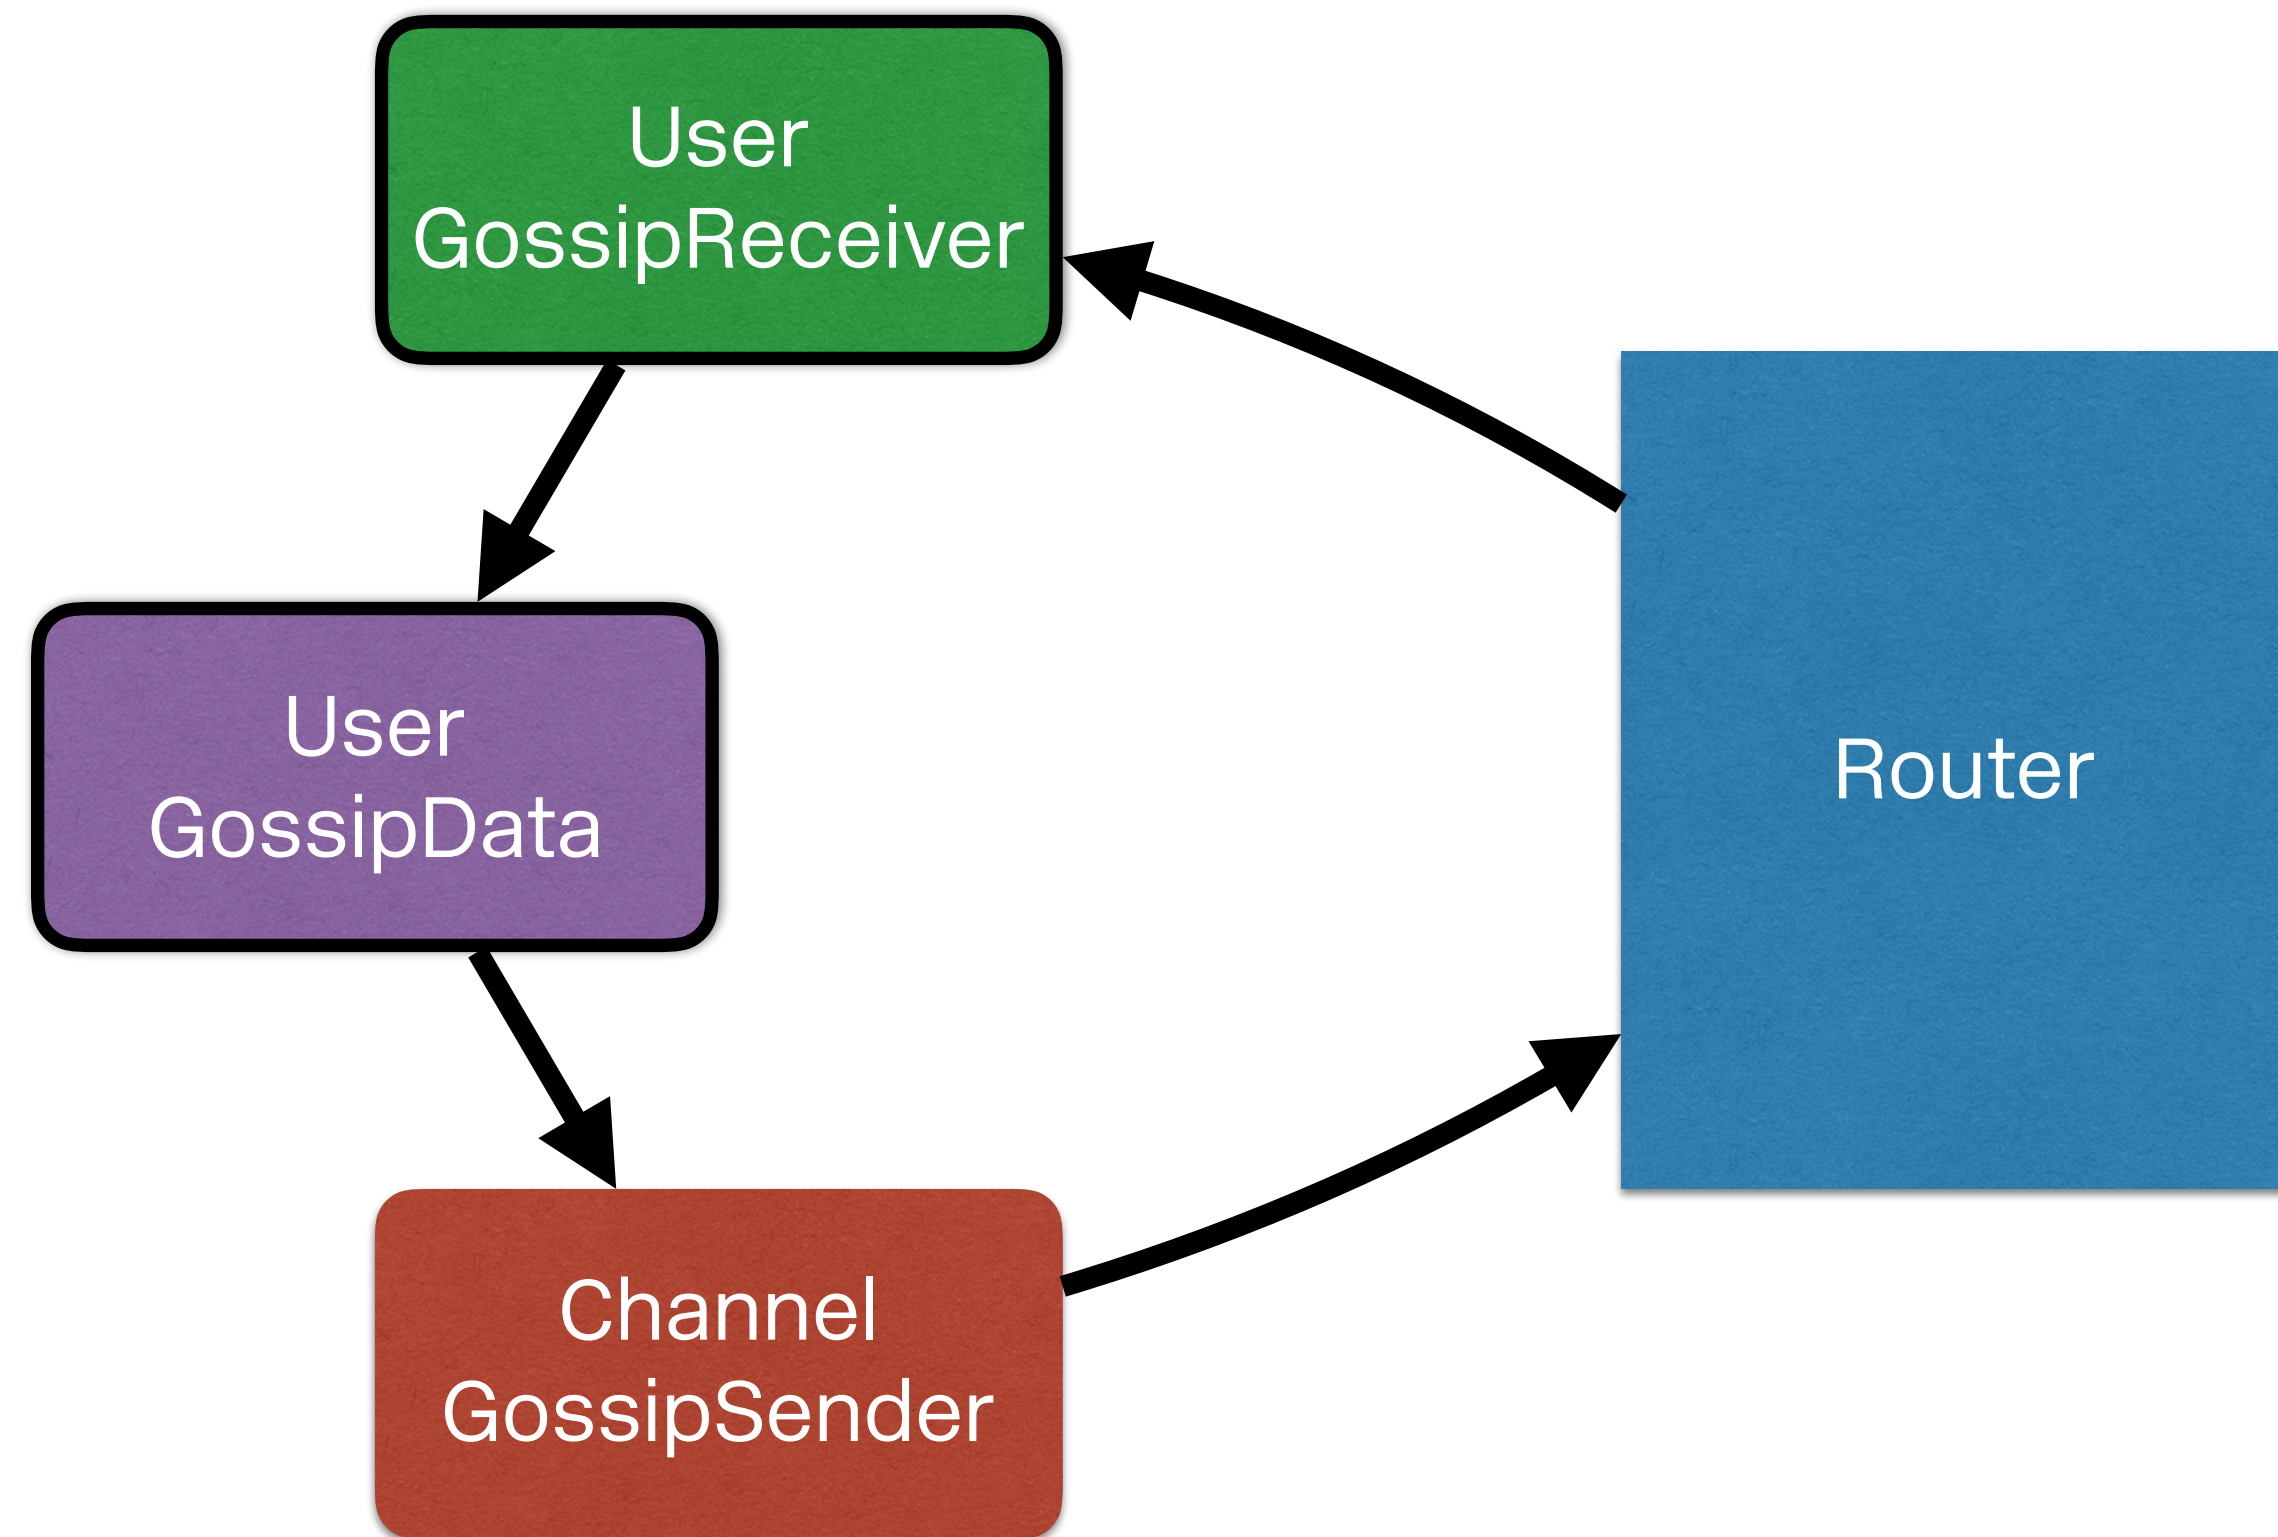 User
GossipReceiver
User
GossipData
Router
Channel
GossipSender